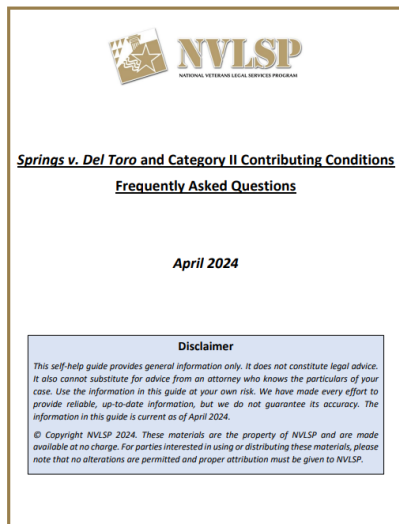 NVLSP
NATIONAL VETERANS LEGAL SERVICES PROGRAM
Springs v. Del Toro and Category II Contributing Conditions
Frequently Asked Questions
April 2024
Disclaimer
This self-help guide provides general information only. It does not constitute legal advice.
It also cannot substitute for advice from an attorney who knows the particulars of your
case. Use the information in this guide at your own risk. We have made every effort to
provide reliable, up-to-date information, but we do not guarantee its accuracy. The
information in this guide is current as of April 2024.
© Copyright NVLSP 2024. These materials are the property of NVLSP and are made
available at no charge. For parties interested in using or distributing these materials, please
note that no alterations are permitted and proper attribution must be given to NVLSP.